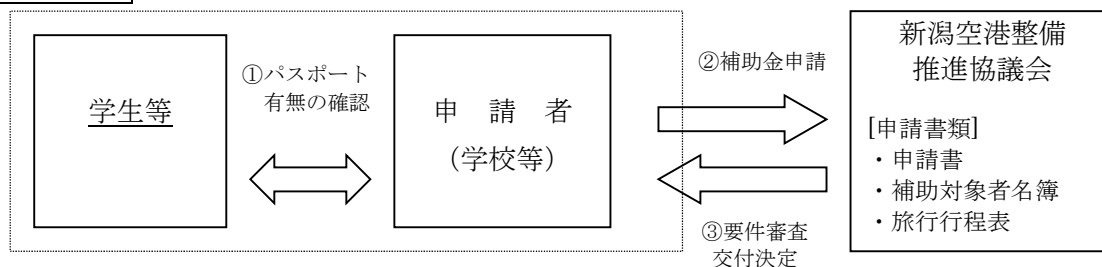 学生等
①パスポート
有無の確認
申 請 者
（学校等）
②補助金申請
③要件審査
交付決定
新潟空港整備
推進協議会
[申請書類]
・申請書
・補助対象者名簿
・旅行行程表